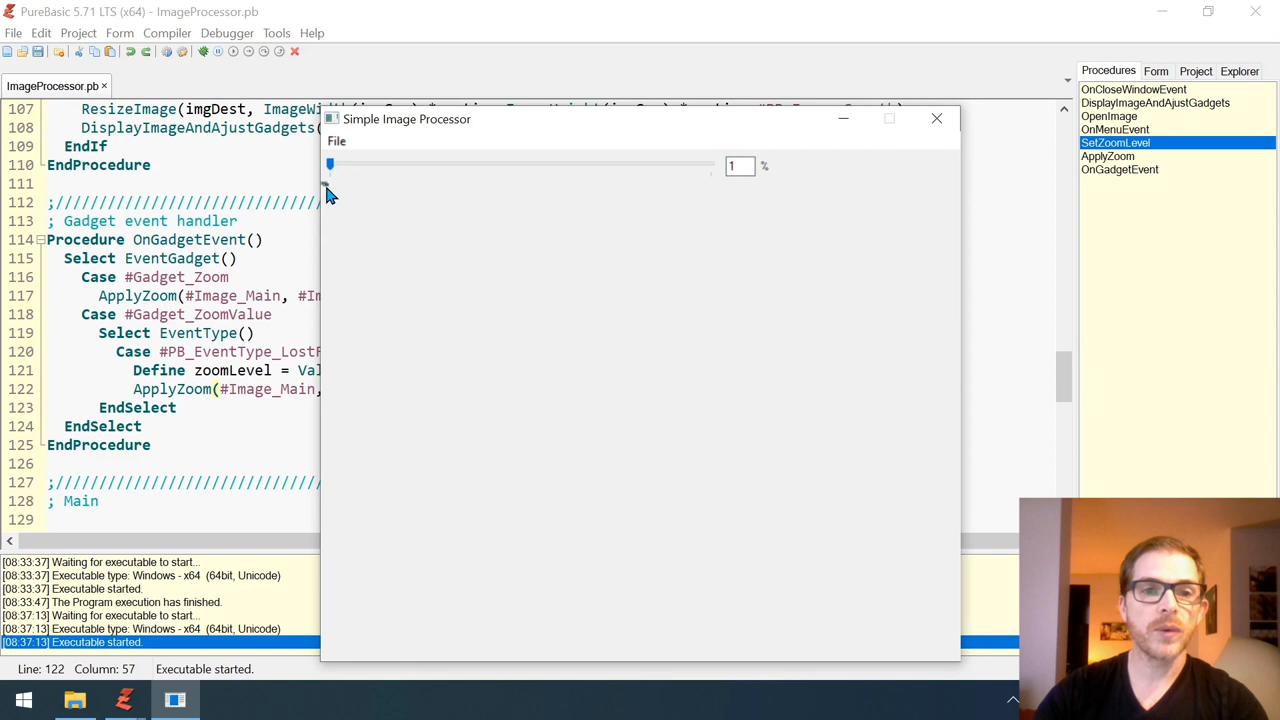 PureBasic 5.71 LTS (x64) - ImageProcessor.pb
File Edit Project Form Compiler Debugger Tools Help
ImageProcessor.pb
Procedures Form Project Explorer
OnCloseWindowEvent
DisplayImageAndAjustGadgets
OpenImage
OnMenuEvent
SetZoomLevel
ApplyZoom
OnGadgetEvent
107 ResizeImage(imgDest, ImageWi
108 DisplayImageAndAjustGadgets(
109 EndIf
110 EndProcedure
111
112 ;///////////////////////////////
113 ; Gadget event handler
114 Procedure OnGadgetEvent()
115 Select EventGadget()
116 Case #Gadget_Zoom
117 ApplyZoom(#Image_Main, #Im
118 Case #Gadget_ZoomValue
119 Select EventType()
120 Case #PB_EventType_LostF
121 Define zoomLevel = Val
122 ApplyZoom(#Image_Main,
123 EndSelect
124 EndSelect
125 EndProcedure
126
127 ;///////////////////////////////
128 ; Main
129
Simple Image Processor
File
1 %
[08:33:37] Waiting for executable to start...
[08:33:37] Executable type: Windows - x64 (64bit, Unicode)
[08:33:37] Executable started.
[08:33:47] The Program execution has finished.
[08:37:13] Waiting for executable to start...
[08:37:13] Executable type: Windows - x64 (64bit, Unicode)
[08:37:13] Executable started.
Line: 122 Column: 57 Executable started.